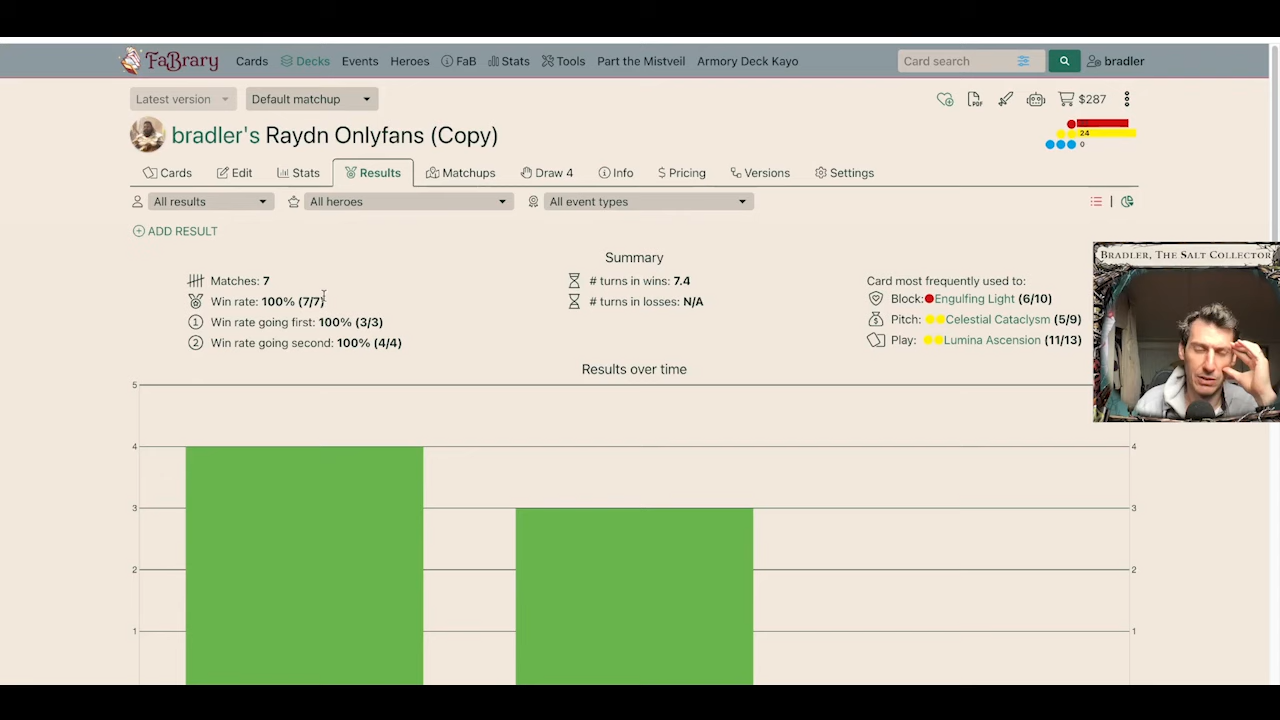 FaBrary Cards Decks Events Heroes FaB Stats Tools Part the Mistveil Armory Deck Kayo Card search bradler
Latest version Default matchup PDF $287
bradler's Raydn Onlyfans (Copy)
24
0
Cards Edit Stats Results Matchups Draw 4 Info $ Pricing Versions Settings
All results All heroes All event types
ADD RESULT
Summary
BRADLER, THE SALT COLLECTOR
Matches: 7
Win rate: 100% (7/7)
1 Win rate going first: 100% (3/3)
2 Win rate going second: 100% (4/4)
# turns in wins: 7.4
# turns in losses: N/A
Card most frequently used to:
Block: Engulfing Light (6/10)
Pitch: Celestial Cataclysm (5/9)
Play: Lumina Ascension (11/13)
Results over time
5
4 4
3 3
2 2
1 1